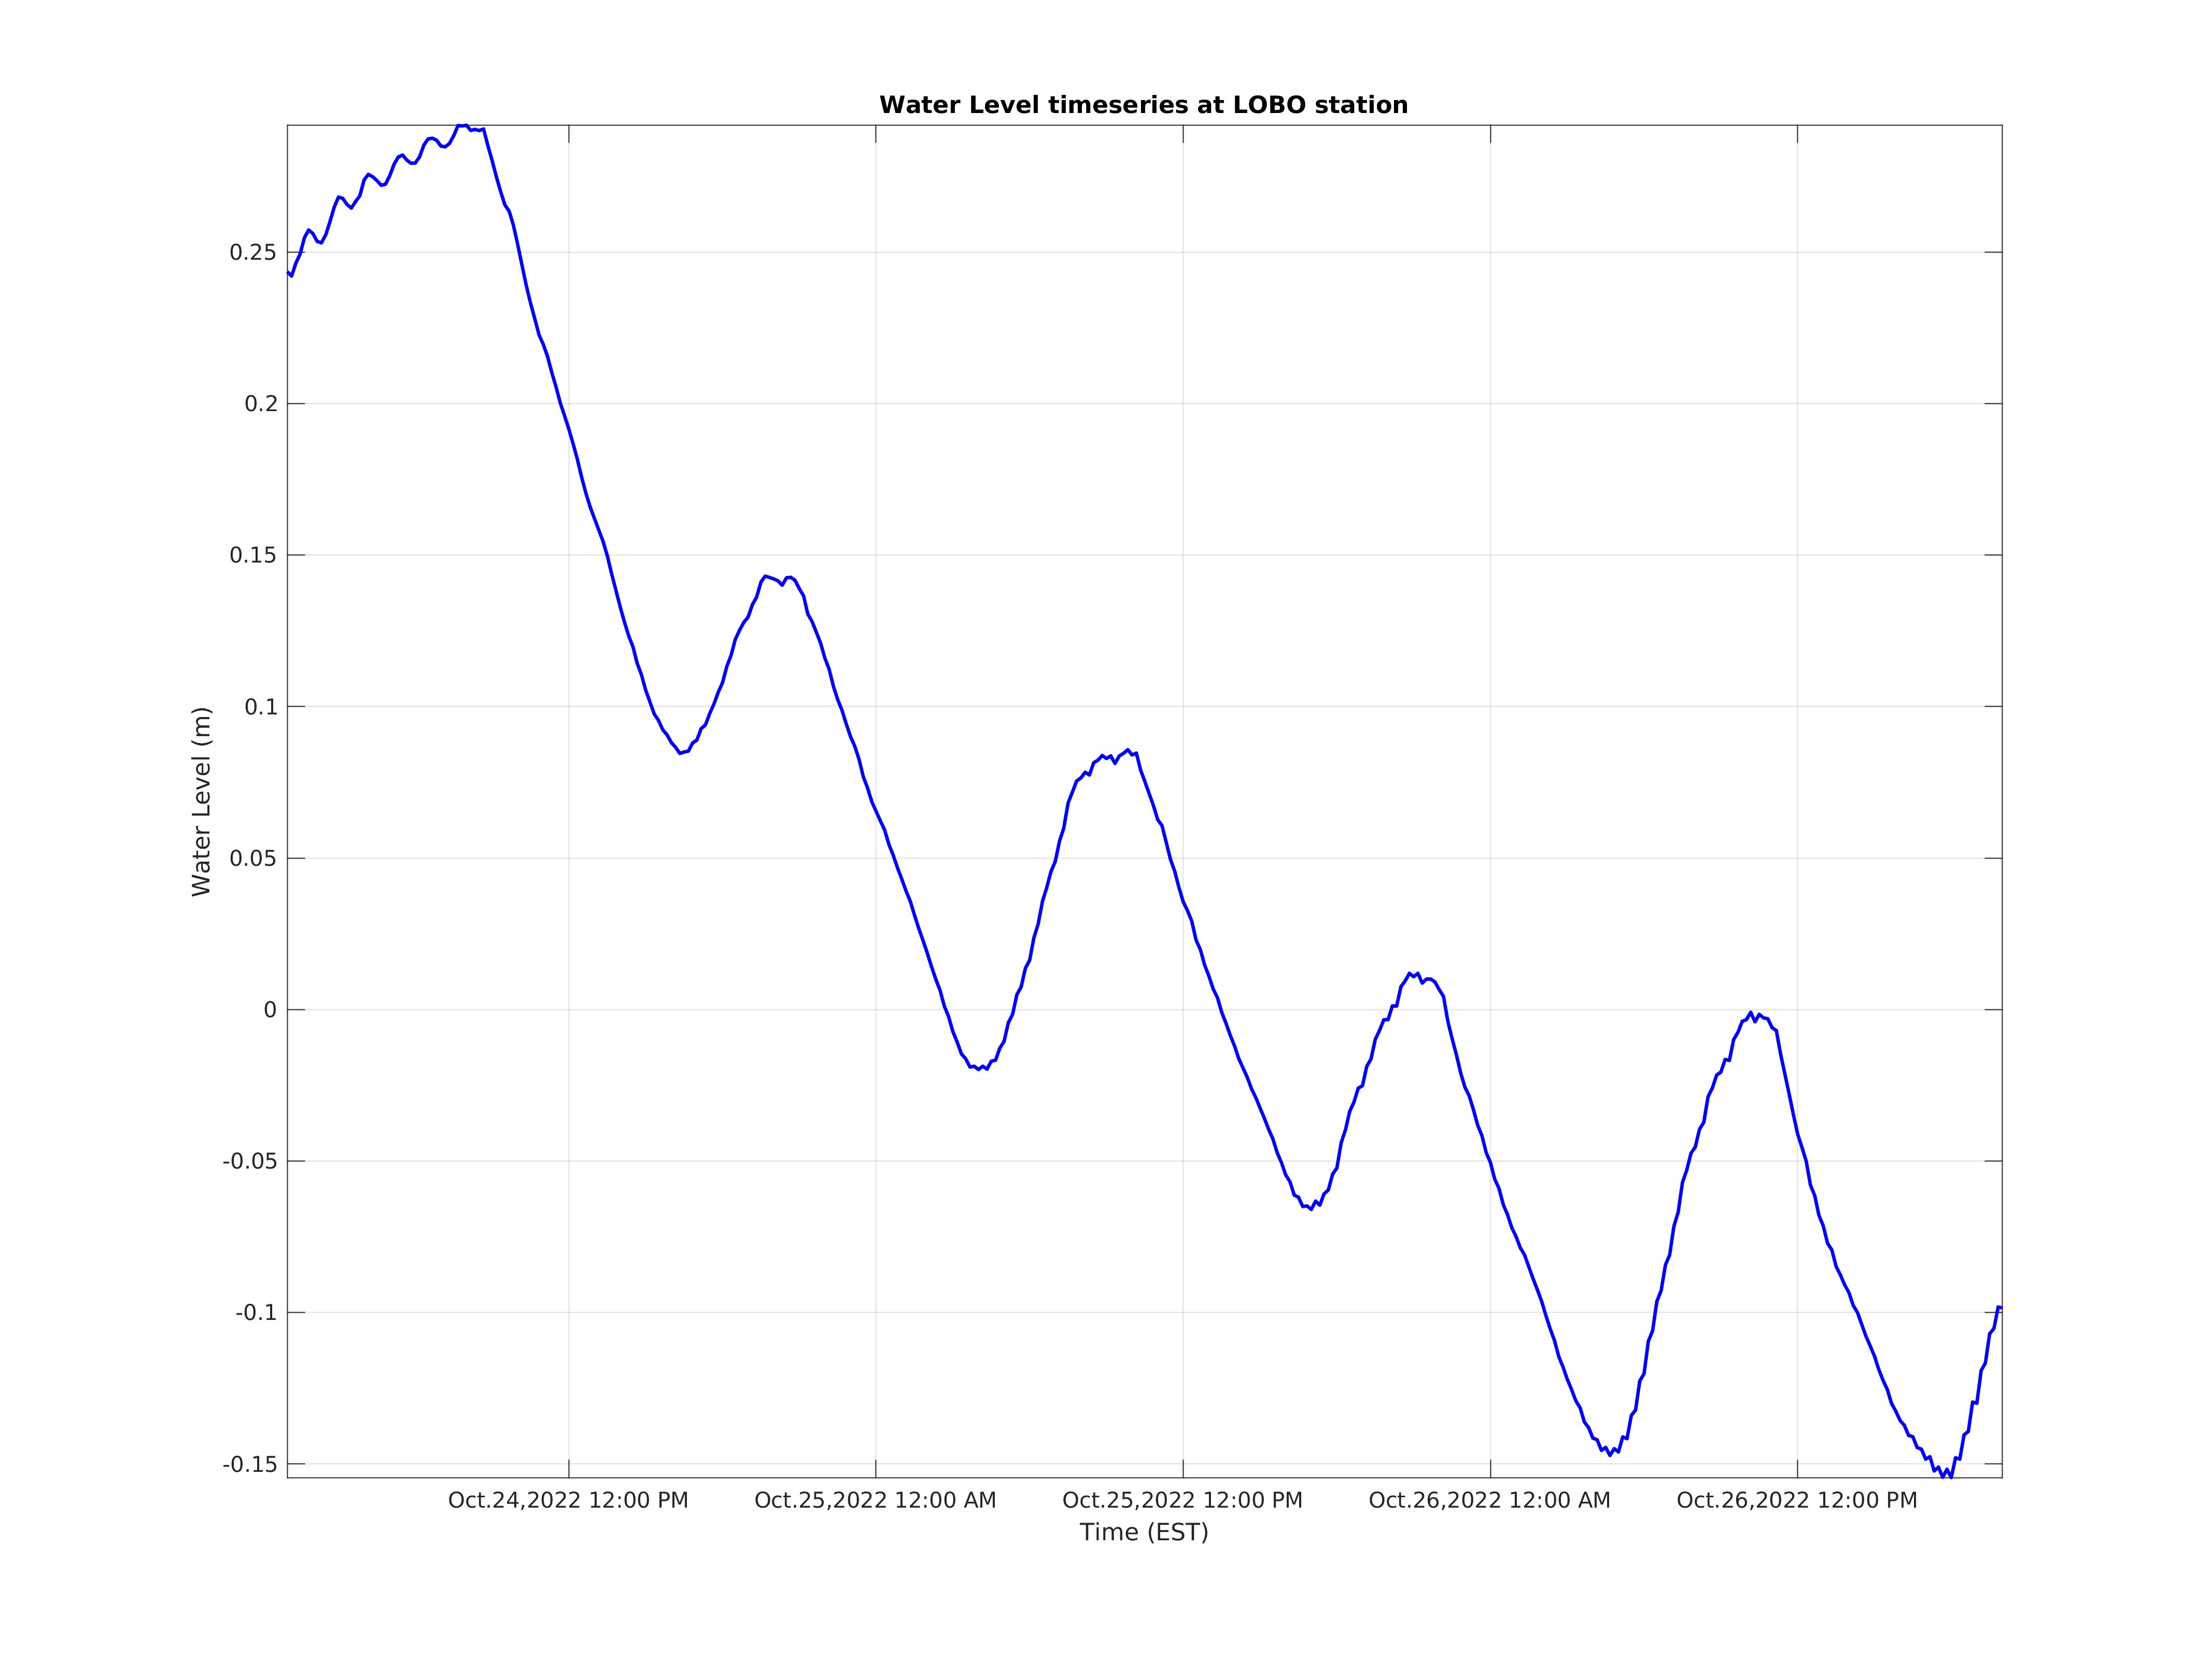 Water Level timeseries at LOBO station
0.25
0.2
0.15
0.1
0.05
0
-0.05
-0.1
-0.15
Water Level (m)
Oct.24,2022 12:00 PM
Oct.25,2022 12:00 AM
Oct.25,2022 12:00 PM
Oct.26,2022 12:00 AM
Oct.26,2022 12:00 PM
Time (EST)